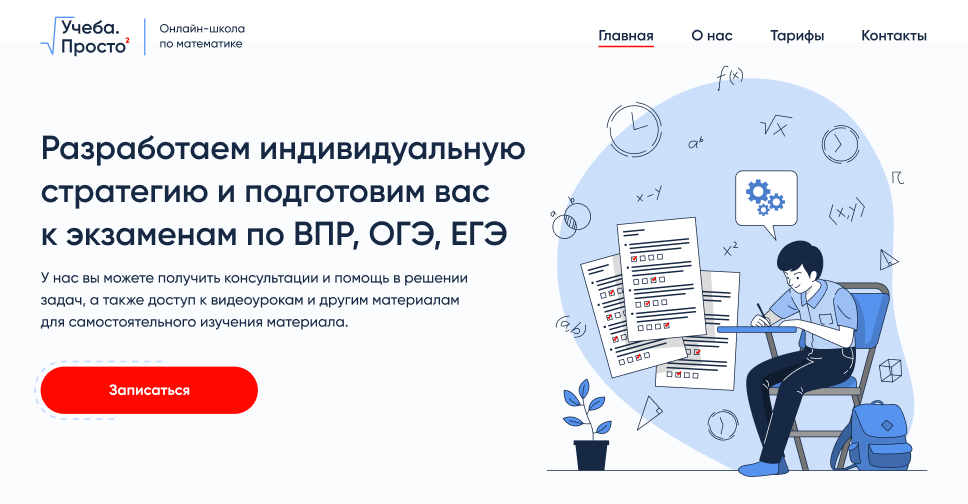 Учеба.
Просто²
Онлайн-школа
по математике
Главная
О нас
Тарифы
Контакты
Разработаем индивидуальную
стратегию и подготовим вас
к экзаменам по ВПР, ОГЭ, ЕГЭ
У нас вы можете получить консультации и помощь в решении
задач, а также доступ к видеоурокам и другим материалам
для самостоятельного изучения материала.
Записаться
f(x)
√x
aᵇ
x-y
a
b
(x,y)
x²
(a,b)